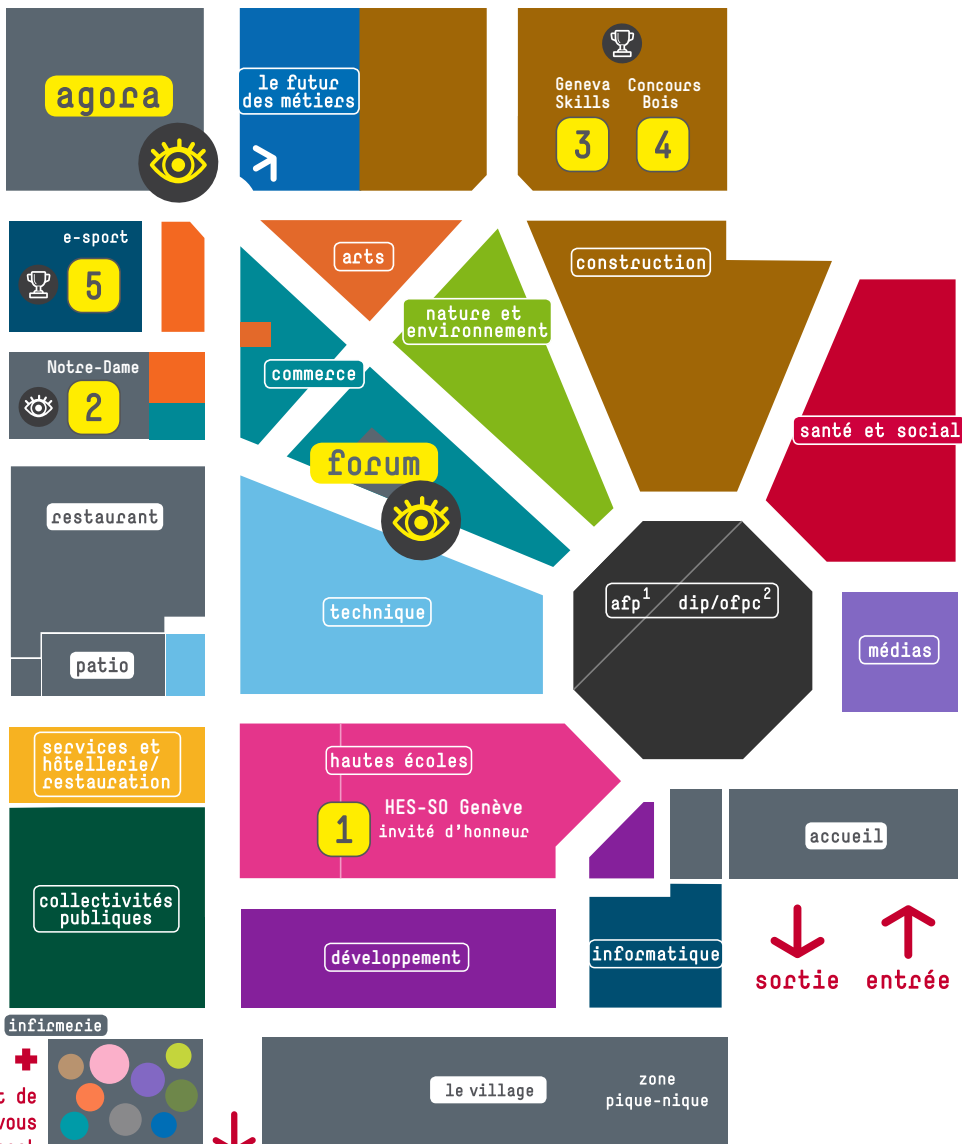 agora
le futur
des métiers
Geneva
Skills
3
Concours
Bois
4
e-sport
5
arts
construction
nature et
environnement
Notre-Dame
2
commerce
santé et social
forum
restaurant
technique
afp1 dip/ofpc2
médias
patio
services et
hôtellerie/
restauration
hautes écoles
1
HES-SO Genève
invité d'honneur
accueil
collectivités
publiques
développement
informatique
sortie
entrée
infirmerie
le village
zone
pique-nique
de
vous